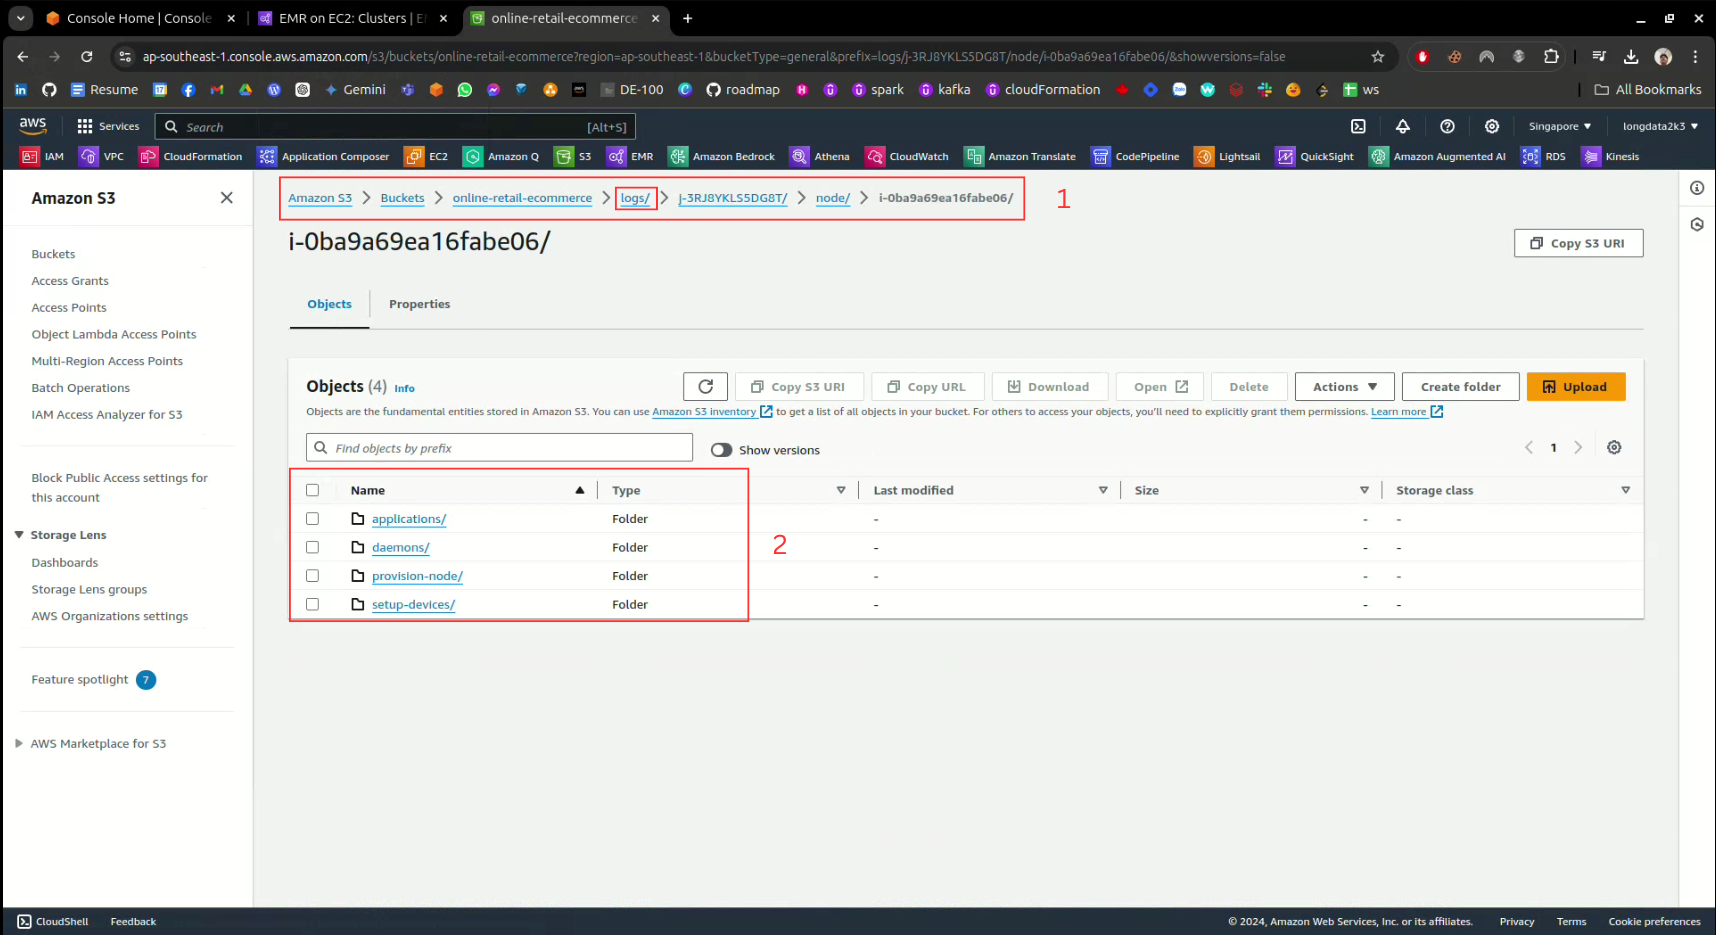 Console Home | Console
EMR on EC2: Clusters | EM
online-retail-ecommerce
ap-southeast-1.console.aws.amazon.com/s3/buckets/online-retail-ecommerce?region=ap-southeast-1&bucketType=general&prefix=logs/j-3RJ8YKLS5DG8T/node/i-0ba9a69ea16fabe06/&showversions=false
Resume Gemini DE-100 roadmap spark kafka cloudFormation ws All Bookmarks
aws Services Search [Alt+S] Singapore longdata2k3
IAM VPC CloudFormation Application Composer EC2 Amazon Q S3 EMR Amazon Bedrock Athena CloudWatch Amazon Translate CodePipeline Lightsail QuickSight Amazon Augmented AI RDS Kinesis
Amazon S3
Buckets
Access Grants
Access Points
Object Lambda Access Points
Multi-Region Access Points
Batch Operations
IAM Access Analyzer for S3
Block Public Access settings for
this account
Storage Lens
Dashboards
Storage Lens groups
AWS Organizations settings
Feature spotlight 7
AWS Marketplace for S3
Amazon S3 > Buckets > online-retail-ecommerce > logs/ > j-3RJ8YKLS5DG8T/ > node/ > i-0ba9a69ea16fabe06/ 1
i-0ba9a69ea16fabe06/
Copy S3 URI
Objects Properties
Objects (4) Info
Copy S3 URI Copy URL Download Open Delete Actions Create folder Upload
Objects are the fundamental entities stored in Amazon S3. You can use Amazon S3 inventory to get a list of all objects in your bucket. For others to access your objects, you'll need to explicitly grant them permissions. Learn more
Find objects by prefix Show versions 1
Name Type Last modified Size Storage class
applications/ Folder - - -
daemons/ Folder - - -
2
provision-node/ Folder - - -
setup-devices/ Folder - - -
CloudShell Feedback © 2024, Amazon Web Services, Inc. or its affiliates. Privacy Terms Cookie preferences